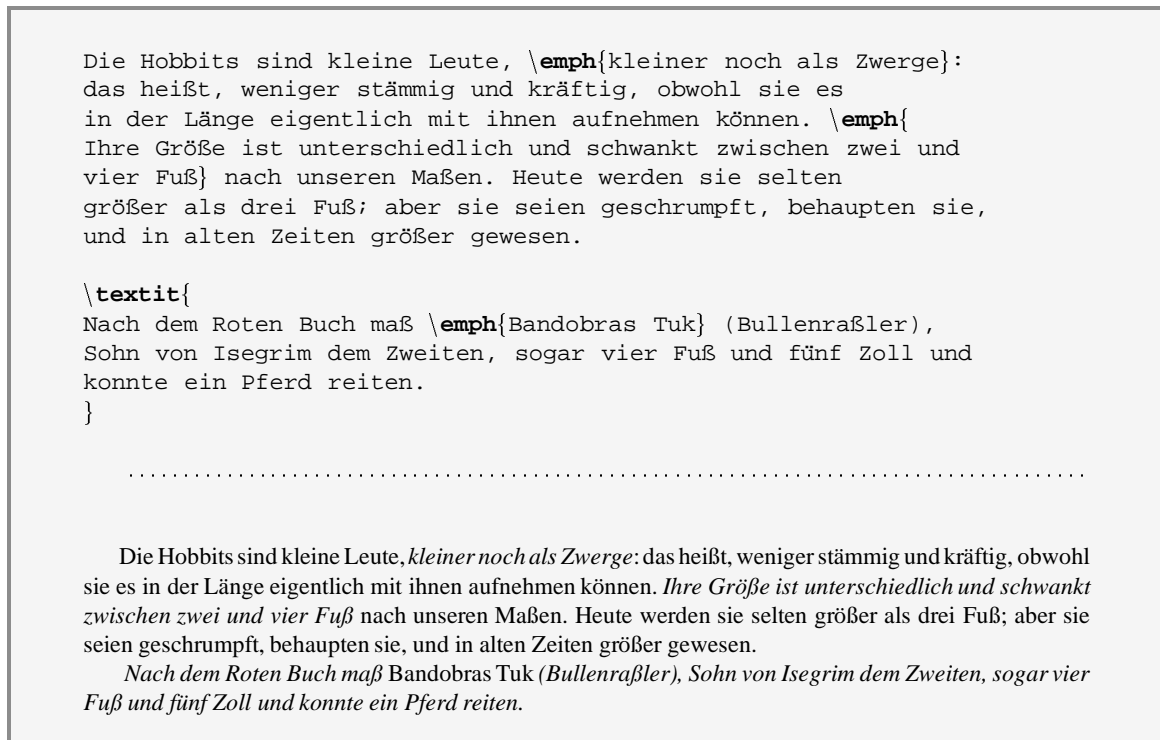 Die Hobbits sind kleine Leute, \emph{kleiner noch als Zwerge}:
das heißt, weniger stämmig und kräftig, obwohl sie es
in der Länge eigentlich mit ihnen aufnehmen können. \emph{
Ihre Größe ist unterschiedlich und schwankt zwischen zwei und
vier Fuß} nach unseren Maßen. Heute werden sie selten
größer als drei Fuß; aber sie seien geschrumpft, behaupten sie,
und in alten Zeiten größer gewesen.
\textit{
Nach dem Roten Buch maß \emph{Bandobras Tuk} (Bullenraßler),
Sohn von Isegrim dem Zweiten, sogar vier Fuß und fünf Zoll und
konnte ein Pferd reiten.
}
Die Hobbits sind kleine Leute, kleiner noch als Zwerge: das heißt, weniger stämmig und kräftig, obwohl
sie es in der Länge eigentlich mit ihnen aufnehmen können. Ihre Größe ist unterschiedlich und schwankt
zwischen zwei und vier Fuß nach unseren Maßen. Heute werden sie selten größer als drei Fuß; aber sie
seien geschrumpft, behaupten sie, und in alten Zeiten größer gewesen.
Nach dem Roten Buch maß Bandobras Tuk (Bullenraßler), Sohn von Isegrim dem Zweiten, sogar vier
Fuß und fünf Zoll und konnte ein Pferd reiten.